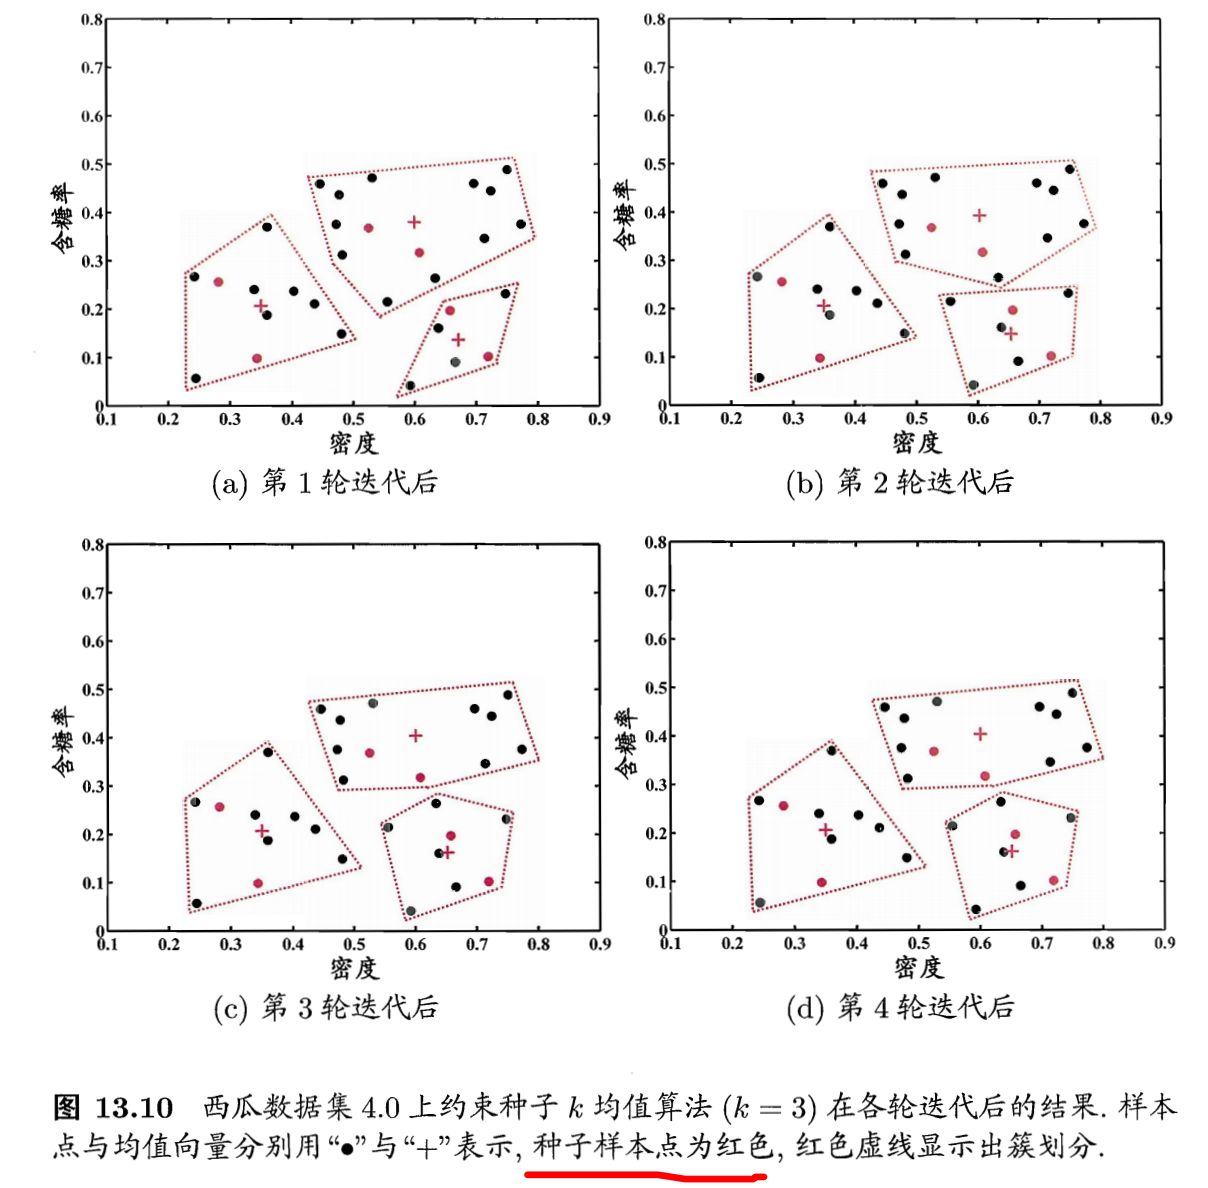 0.8
0.7
0.6
0.5
0.4
0.3
0.2
0.1
0
含糖率
0.1 0.2 0.3 0.4 0.5 0.6 0.7 0.8 0.9
密度
(a) 第 1 轮迭代后
0.8
0.7
0.6
0.5
0.4
0.3
0.2
0.1
0
含糖率
0.1 0.2 0.3 0.4 0.5 0.6 0.7 0.8 0.9
密度
(b) 第 2 轮迭代后
0.8
0.7
0.6
0.5
0.4
0.3
0.2
0.1
0
含糖率
0.1 0.2 0.3 0.4 0.5 0.6 0.7 0.8 0.9
密度
(c) 第 3 轮迭代后
0.8
0.7
0.6
0.5
0.4
0.3
0.2
0.1
0
含糖率
0.1 0.2 0.3 0.4 0.5 0.6 0.7 0.8 0.9
密度
(d) 第 4 轮迭代后
图 13.10 西瓜数据集 4.0 上约束种子 k 均值算法 (k = 3) 在各轮迭代后的结果. 样本
点与均值向量分别用 “●”与 “+”表示, 种子样本点为红色, 红色虚线显示出簇划分.